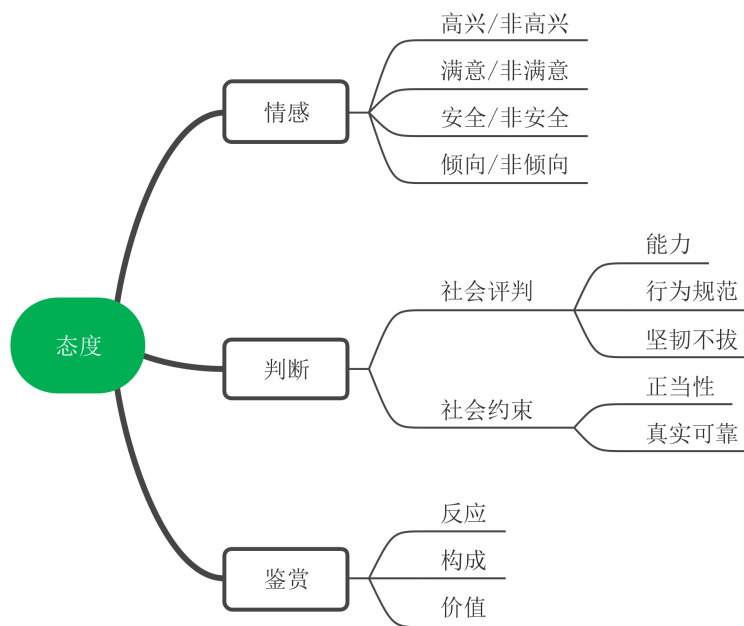 态度
情感
高兴/非高兴
满意/非满意
安全/非安全
倾向/非倾向
判断
社会评判
能力
行为规范
坚韧不拔
社会约束
正当性
真实可靠
鉴赏
反应
构成
价值